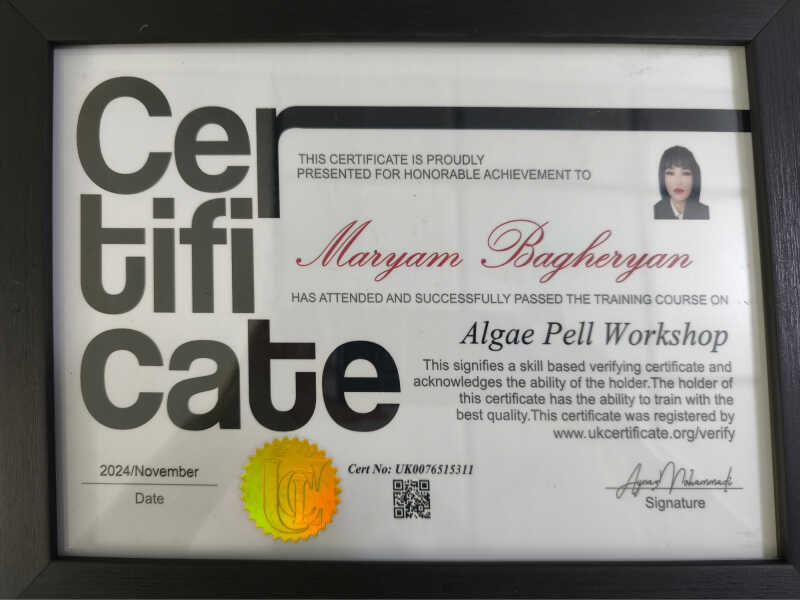 Certificate
THIS CERTIFICATE IS PROUDLY
PRESENTED FOR HONORABLE ACHIEVEMENT TO
Maryam Bagheryan
HAS ATTENDED AND SUCCESSFULLY PASSED THE TRAINING COURSE ON
Algae Pell Workshop
This signifies a skill based verifying certificate and
acknowledges the ability of the holder.The holder of
this certificate has the ability to train with the
best quality.This certificate was registered by
www.ukcertificate.org/verify
2024/November
Date
Cert No: UK0076515311
Signature